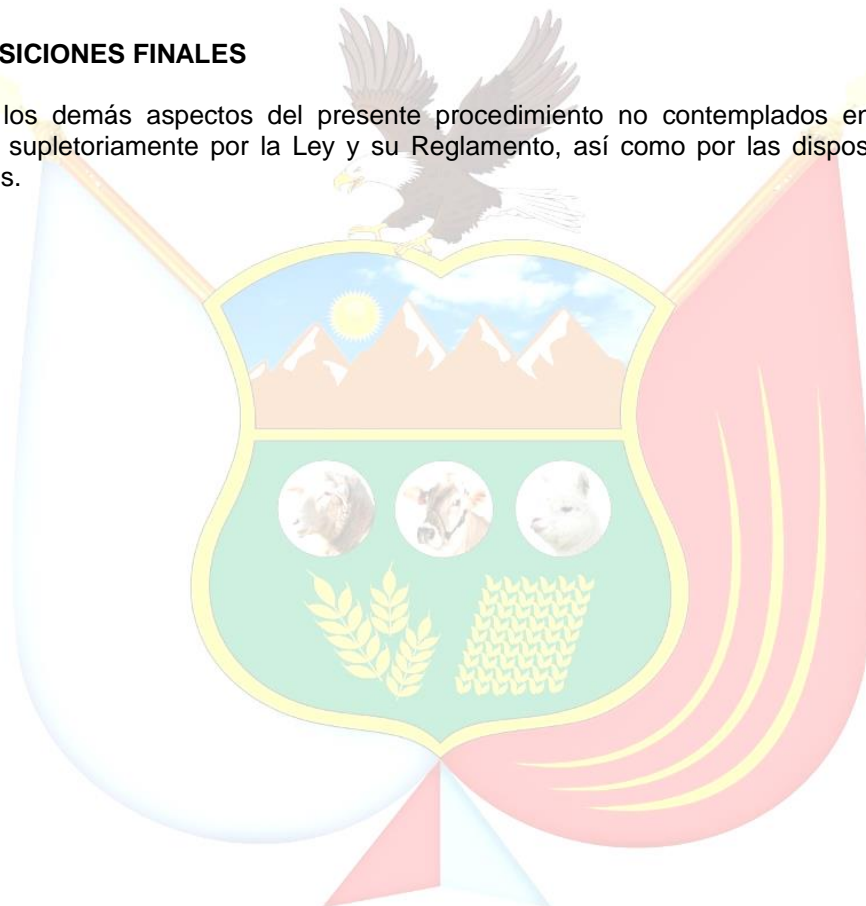 SICIONES FINALES
los demás aspectos del presente procedimiento no contemplados en
supletoriamente por la Ley y su Reglamento, así como por las dispos
s.